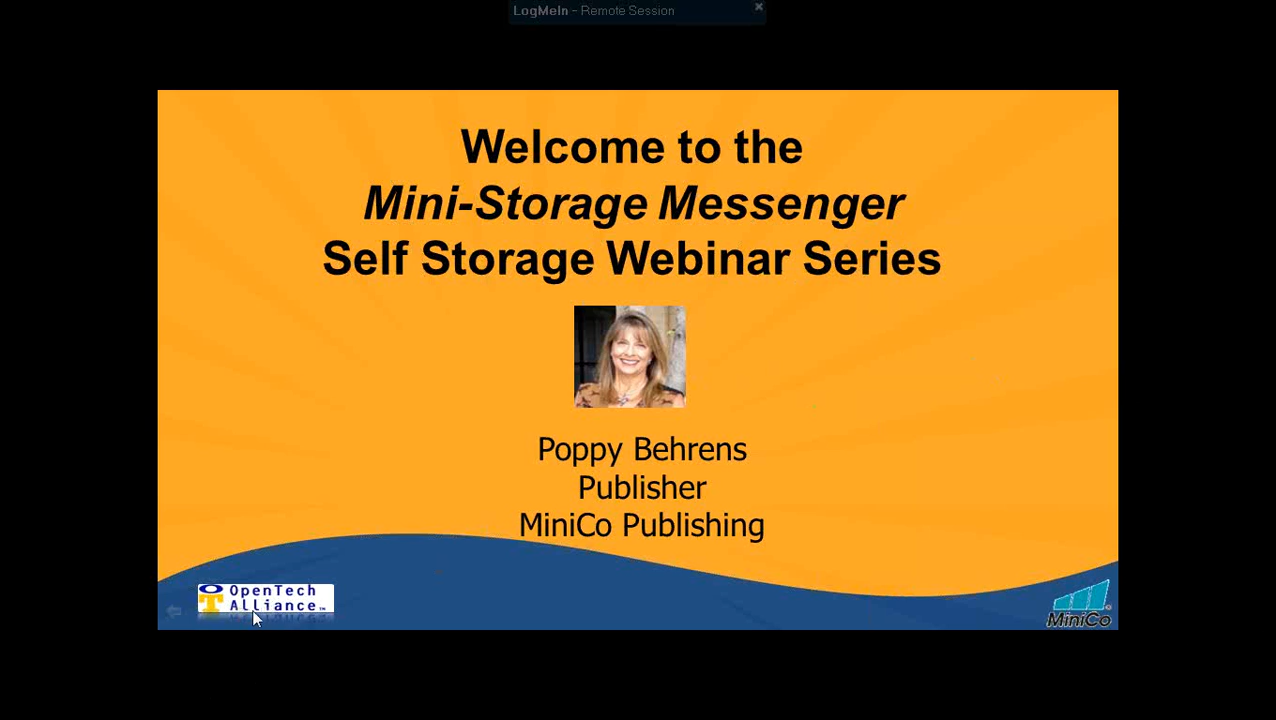 LogMeIn - Remote Session
Welcome to the
Mini-Storage Messenger
Self Storage Webinar Series
Poppy Behrens
Publisher
MiniCo Publishing
OpenTech
Alliance™
MiniCo®